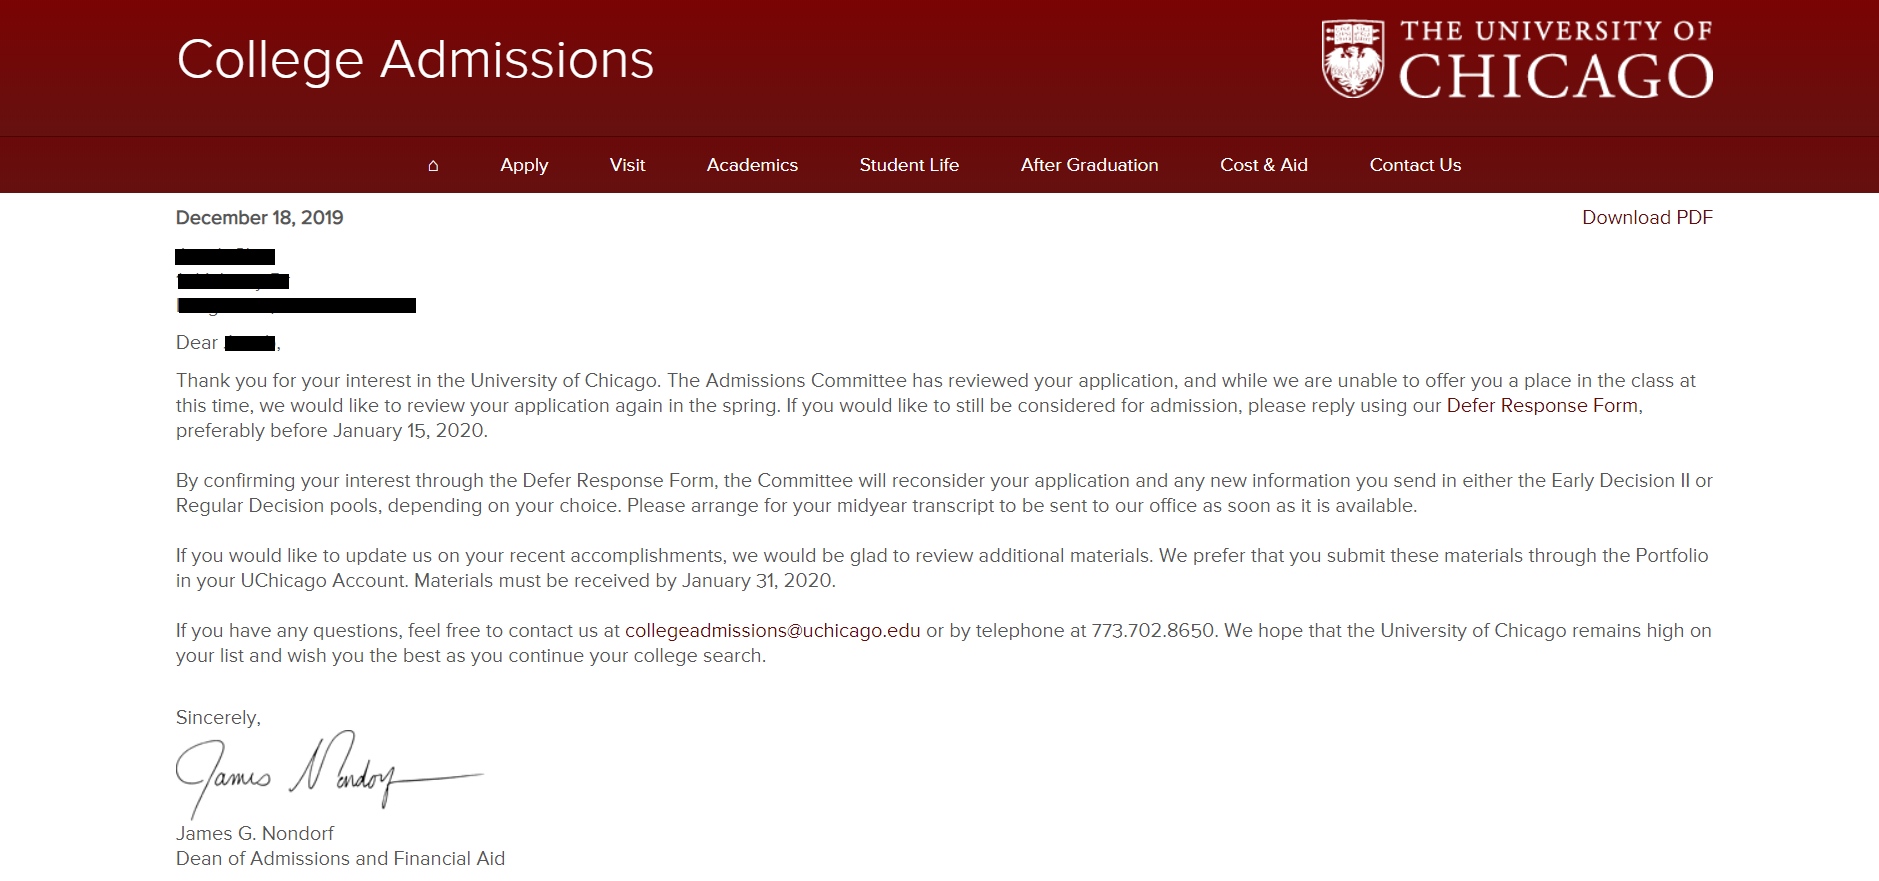 College Admissions
THE UNIVERSITY OF
CHICAGO
Apply Visit Academics Student Life After Graduation Cost & Aid Contact Us
December 18, 2019
Download PDF
Dear ,
Thank you for your interest in the University of Chicago. The Admissions Committee has reviewed your application, and while we are unable to offer you a place in the class at
this time, we would like to review your application again in the spring. If you would like to still be considered for admission, please reply using our Defer Response Form,
preferably before January 15, 2020.
By confirming your interest through the Defer Response Form, the Committee will reconsider your application and any new information you send in either the Early Decision II or
Regular Decision pools, depending on your choice. Please arrange for your midyear transcript to be sent to our office as soon as it is available.
If you would like to update us on your recent accomplishments, we would be glad to review additional materials. We prefer that you submit these materials through the Portfolio
in your UChicago Account. Materials must be received by January 31, 2020.
If you have any questions, feel free to contact us at collegeadmissions@uchicago.edu or by telephone at 773.702.8650. We hope that the University of Chicago remains high on
your list and wish you the best as you continue your college search.
Sincerely,
James Nondorf
James G. Nondorf
Dean of Admissions and Financial Aid